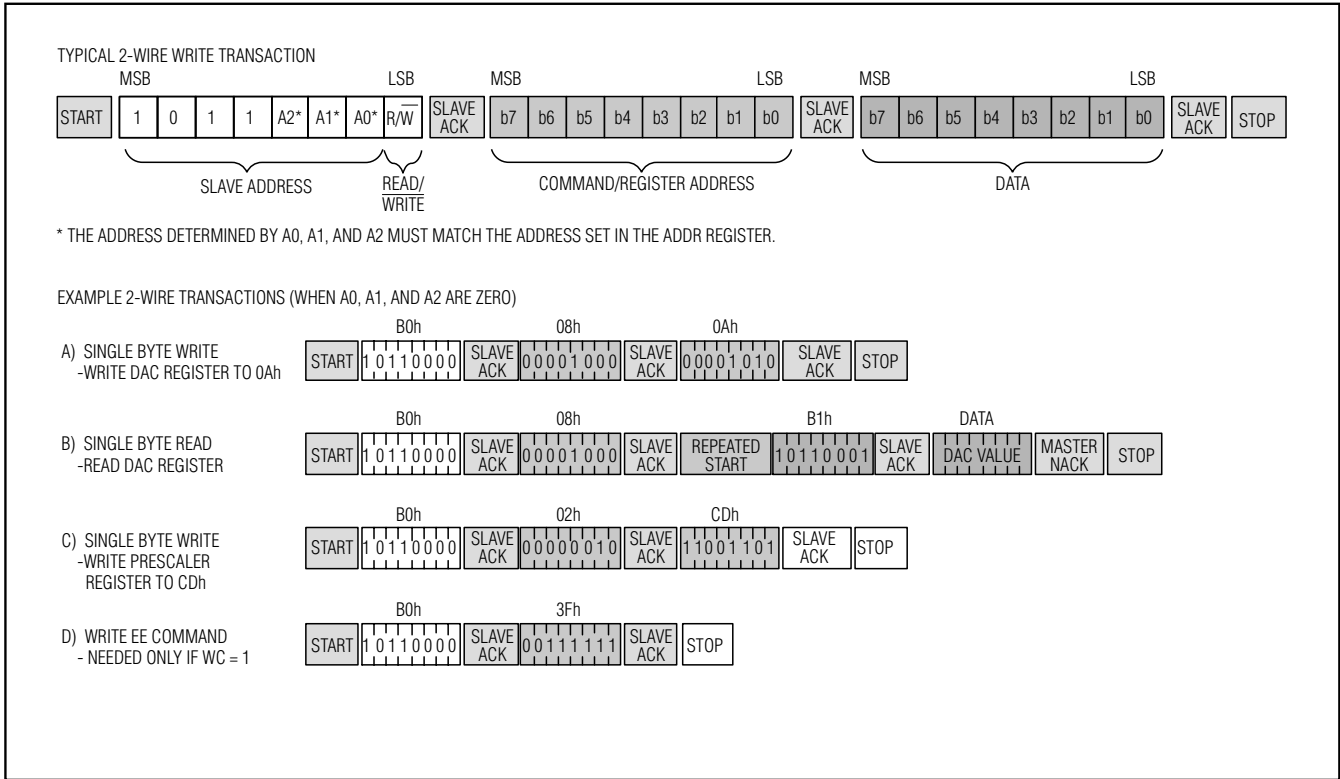 TYPICAL 2-WIRE WRITE TRANSACTION
MSB LSB MSB LSB MSB LSB
START 1 0 1 1 A2* A1* A0* R/W̅ SLAVE ACK b7 b6 b5 b4 b3 b2 b1 b0 SLAVE ACK b7 b6 b5 b4 b3 b2 b1 b0 SLAVE ACK STOP
SLAVE ADDRESS READ/ COMMAND/REGISTER ADDRESS DATA
WRITE
* THE ADDRESS DETERMINED BY A0, A1, AND A2 MUST MATCH THE ADDRESS SET IN THE ADDR REGISTER.
EXAMPLE 2-WIRE TRANSACTIONS (WHEN A0, A1, AND A2 ARE ZERO)
B0h 08h 0Ah
A) SINGLE BYTE WRITE
-WRITE DAC REGISTER TO 0Ah
START 10110000 SLAVE ACK 00001000 SLAVE ACK 00001010 SLAVE ACK STOP
B0h 08h B1h DATA
B) SINGLE BYTE READ
-READ DAC REGISTER
START 10110000 SLAVE ACK 00001000 SLAVE ACK REPEATED START 10110001 SLAVE ACK DAC VALUE MASTER NACK STOP
B0h 02h CDh
C) SINGLE BYTE WRITE
-WRITE PRESCALER
REGISTER TO CDh
START 10110000 SLAVE ACK 00000010 SLAVE ACK 11001101 SLAVE ACK STOP
B0h 3Fh
D) WRITE EE COMMAND
- NEEDED ONLY IF WC = 1
START 10110000 SLAVE ACK 00111111 SLAVE ACK STOP